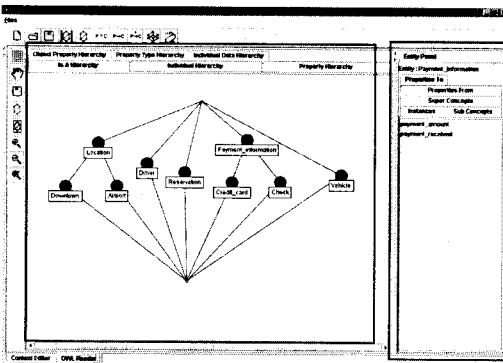 Files
Object Property Hierarchy Property Type Hierarchy Individual Data Hierarchy
Is A Hierarchy Individual Hierarchy Property Hierarchy
Location
Payment_information
Driver
Reservation
Vehicle
Downtown
Airport
Credit_card
Check
Entity Panel
Entity: Payment_information
Properties To
Properties From
Super Concepts
Instances Sub Concepts
payment_amount
payment_received
Context Editor OWL Reader